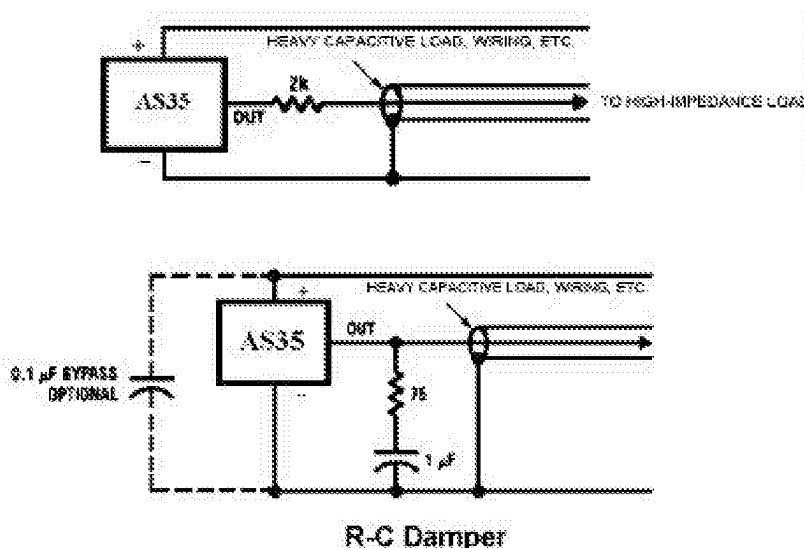 HEAVY CAPACITIVE LOAD, WIRING, ETC
+
AS35
2k
OUT
TO HIGH-IMPEDANCE LOAD
−
HEAVY CAPACITIVE LOAD, WIRING, ETC
+
AS35
OUT
0.1 µF BYPASS
OPTIONAL
−
75
1 µF
R-C Damper